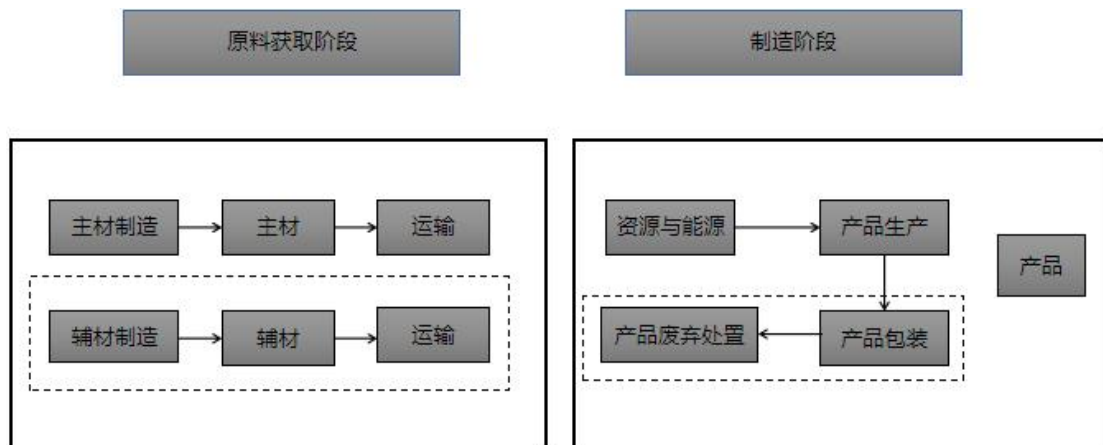 原料获取阶段
制造阶段
主材制造
主材
运输
辅材制造
辅材
运输
资源与能源
产品生产
产品
产品废弃处置
产品包装